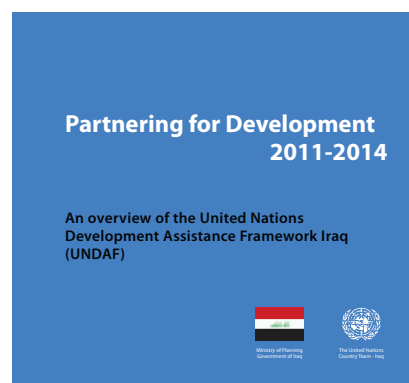 Partnering for Development
2011-2014
An overview of the United Nations
Development Assistance Framework Iraq
(UNDAF)
Ministry of Planning
Government of Iraq
The United Nations
Country Team - Iraq